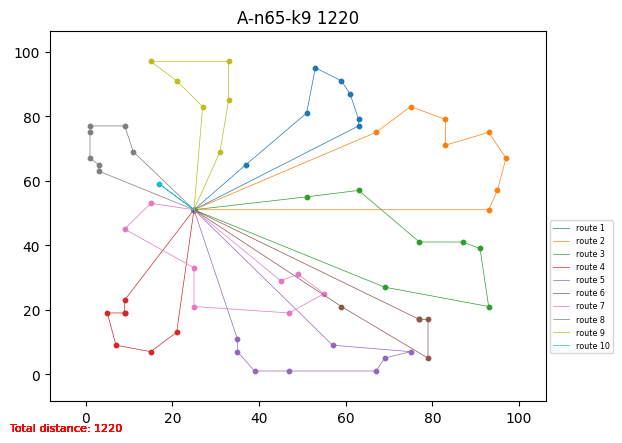 A-n65-k9 1220
100
80
60
40
20
0
0 20 40 60 80 100
route 1
route 2
route 3
route 4
route 5
route 6
route 7
route 8
route 9
route 10
Total distance: 1220